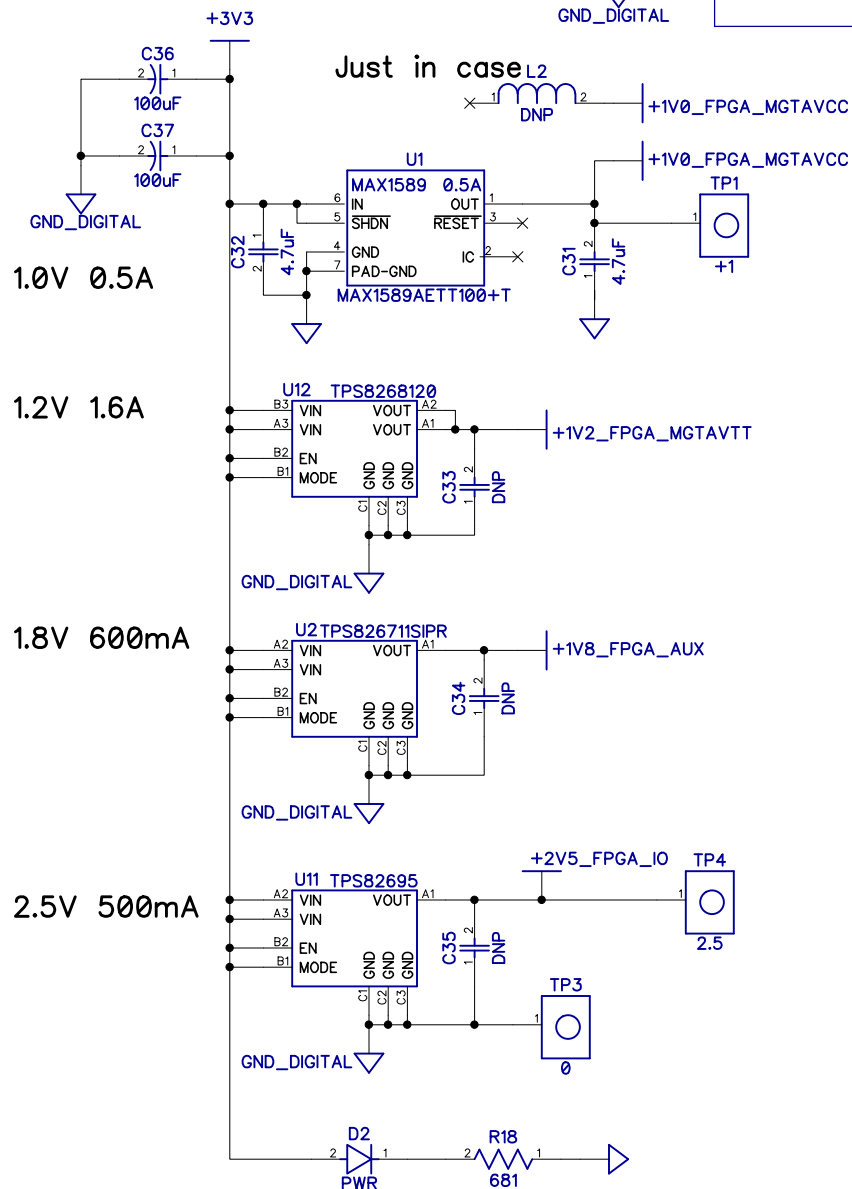 GND_DIGITAL
+3V3
C36
2 1
100uF
C37
2 1
100uF
GND_DIGITAL
Just in case
L2
1 2
DNP
+1V0_FPGA_MGTAVCC
+1V0_FPGA_MGTAVCC
TP1
1
+1
U1
MAX1589 0.5A
6 IN OUT 1
5 SHDN RESET 3
4 GND IC 2
7 PAD-GND
MAX1589AETT100+T
C32
4.7uF
1
2
C31
4.7uF
2
1
1.0V 0.5A
1.2V 1.6A
U12 TPS8268120
B3 VIN VOUT A2
A3 VIN VOUT A1
B2 EN
B1 MODE
GND GND GND
C1 C2 C3
C33
DNP
2
1
+1V2_FPGA_MGTAVTT
GND_DIGITAL
1.8V 600mA
U2 TPS826711SIPR
A2 VIN VOUT A1
A3 VIN
B2 EN
B1 MODE
GND GND GND
C1 C2 C3
C34
DNP
2
1
+1V8_FPGA_AUX
GND_DIGITAL
2.5V 500mA
U11 TPS82695
A2 VIN VOUT A1
A3 VIN
B2 EN
B1 MODE
GND GND GND
C1 C2 C3
C35
DNP
2
1
+2V5_FPGA_IO
TP4
1
2.5
TP3
1
0
GND_DIGITAL
D2
2 1
PWR
R18
2 1
681